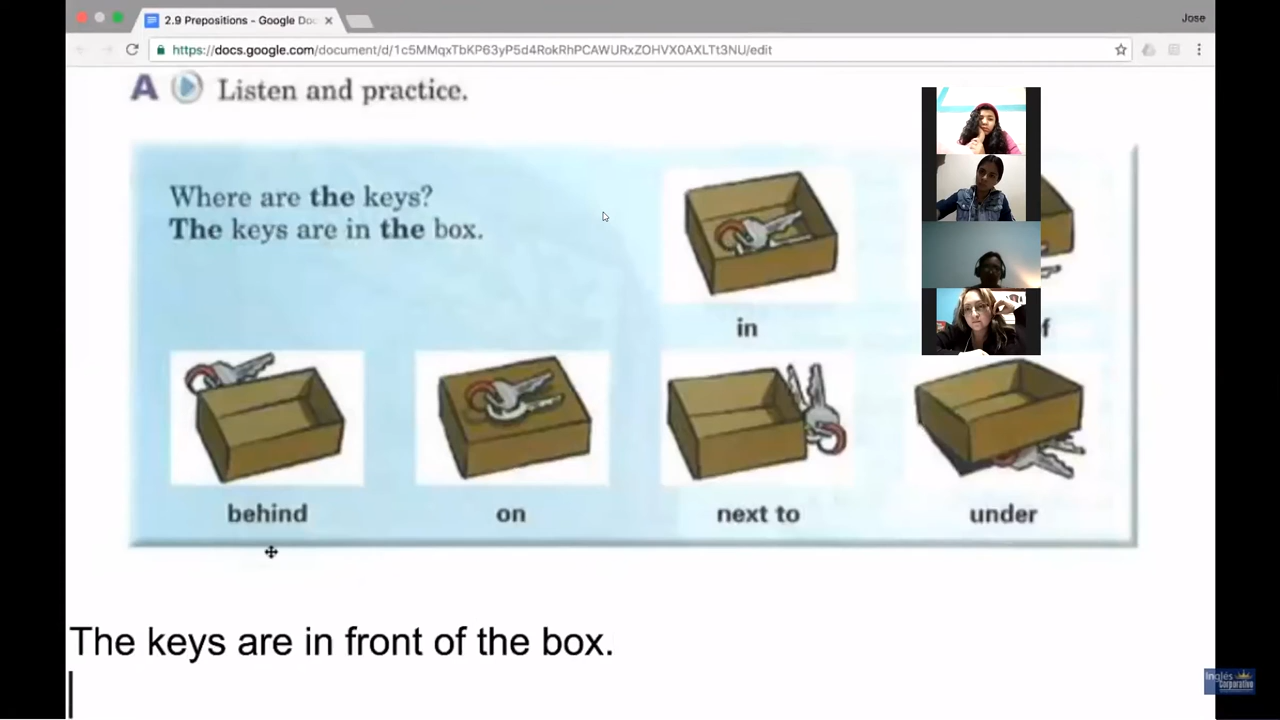 2.9 Prepositions - Google Doc
Jose
https://docs.google.com/document/d/1c5MMqxTbKP63yP5d4RokRhPCAWURxZOHVX0AXLTt3NU/edit
A Listen and practice.
Where are the keys?
The keys are in the box.
in
f
behind
on
next to
under
The keys are in front of the box.
Inglés
Corporativo